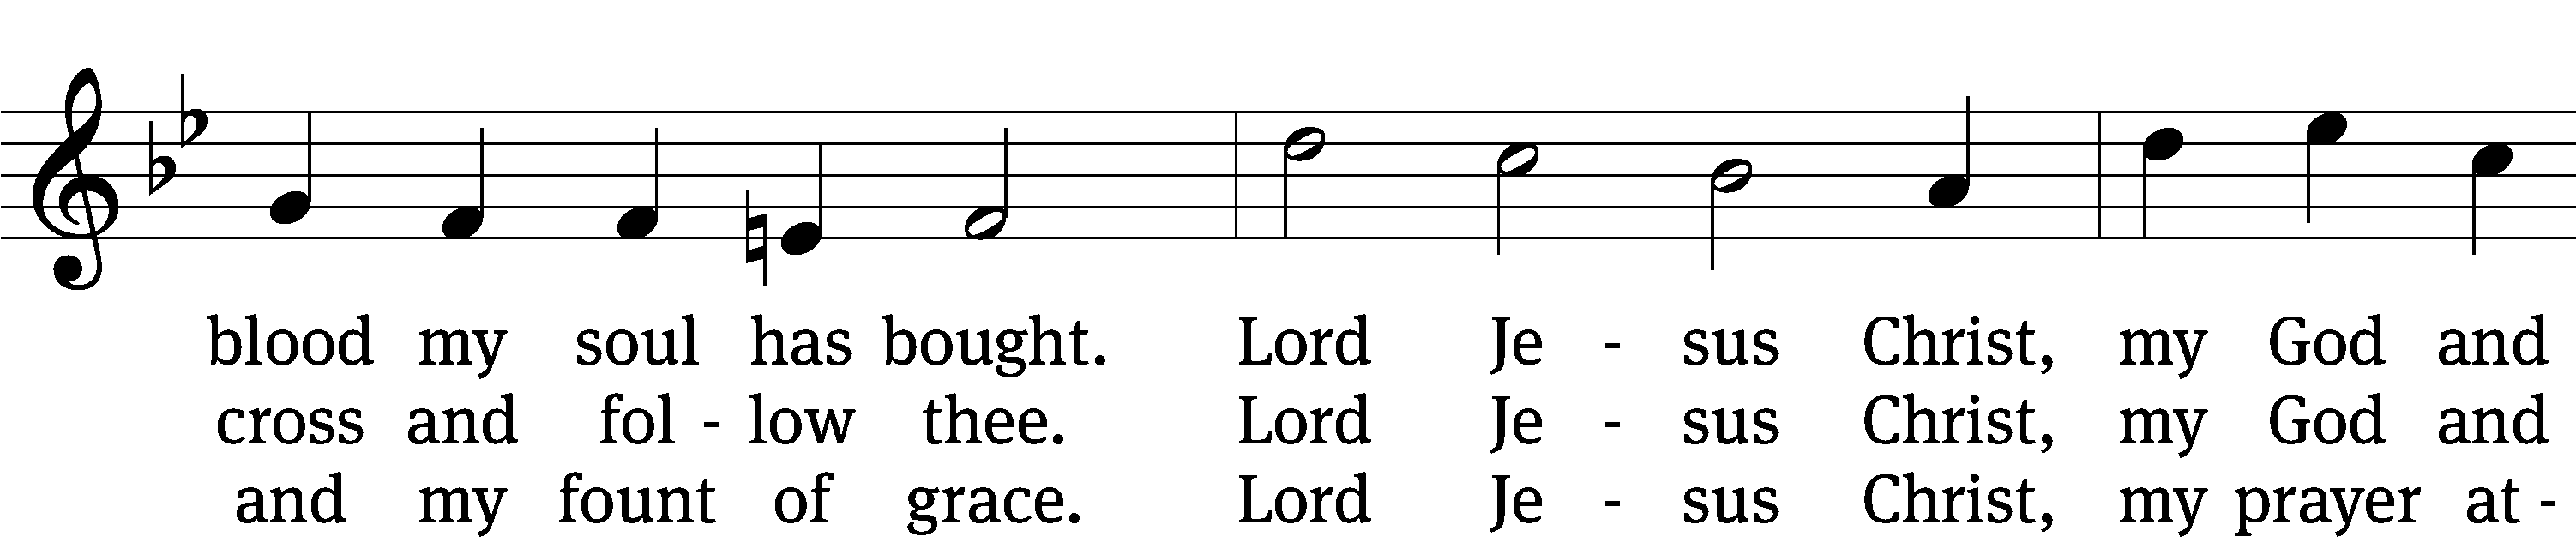 blood my soul has bought. Lord Je - sus Christ, my God and
cross and fol - low thee. Lord Je - sus Christ, my God and
and my fount of grace. Lord Je - sus Christ, my prayer at -